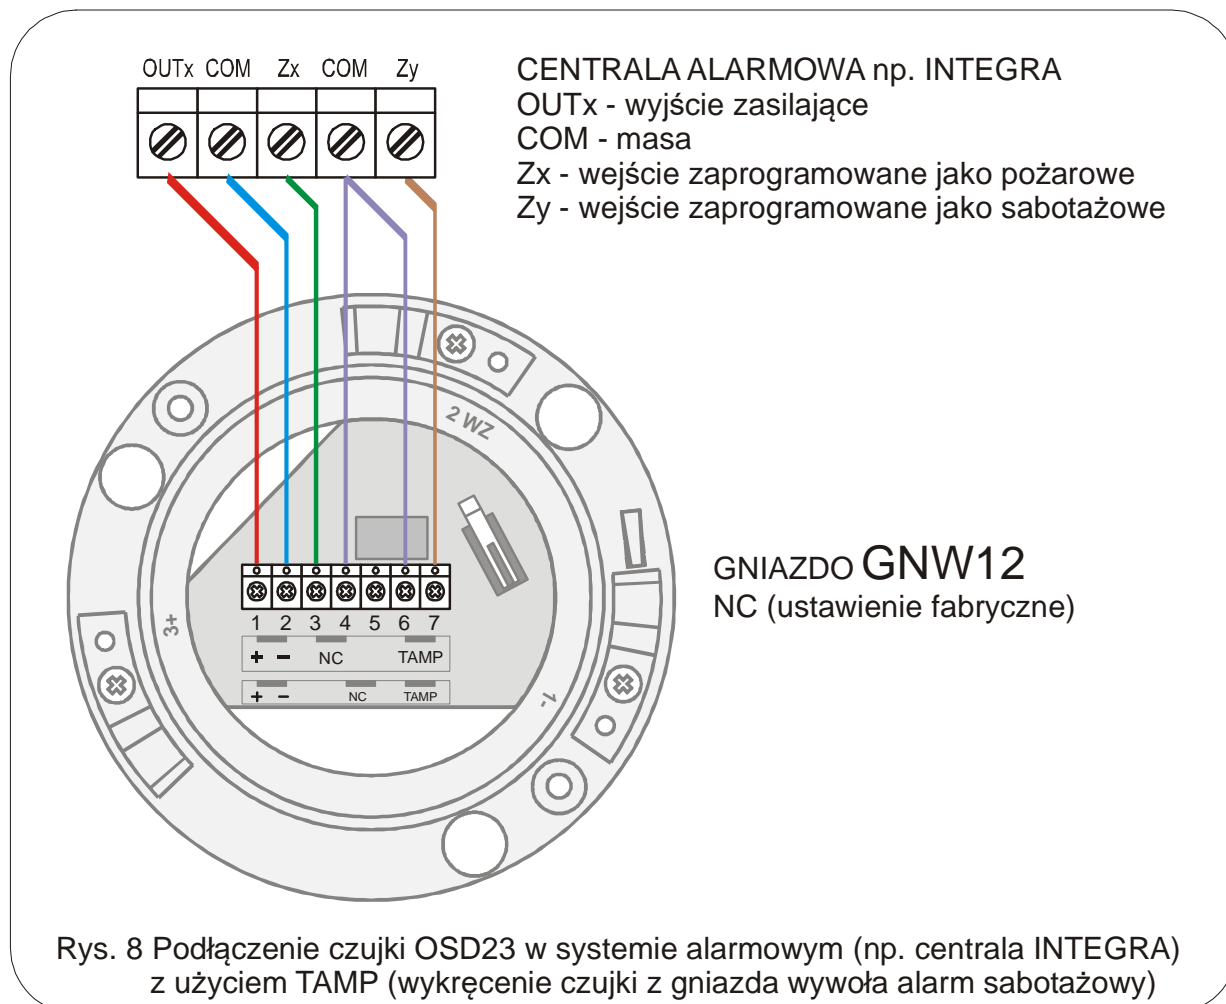 OUTx COM Zx COM Zy
CENTRALA ALARMOWA np. INTEGRA
OUTx - wyjście zasilające
COM - masa
Zx - wejście zaprogramowane jako pożarowe
Zy - wejście zaprogramowane jako sabotażowe
2 WZ
3+
1-
GNIAZDO GNW12
NC (ustawienie fabryczne)
1 2 3 4 5 6 7
+ - NC TAMP
+ - NC TAMP
Rys. 8 Podłączenie czujki OSD23 w systemie alarmowym (np. centrala INTEGRA)
z użyciem TAMP (wykręcenie czujki z gniazda wywoła alarm sabotażowy)